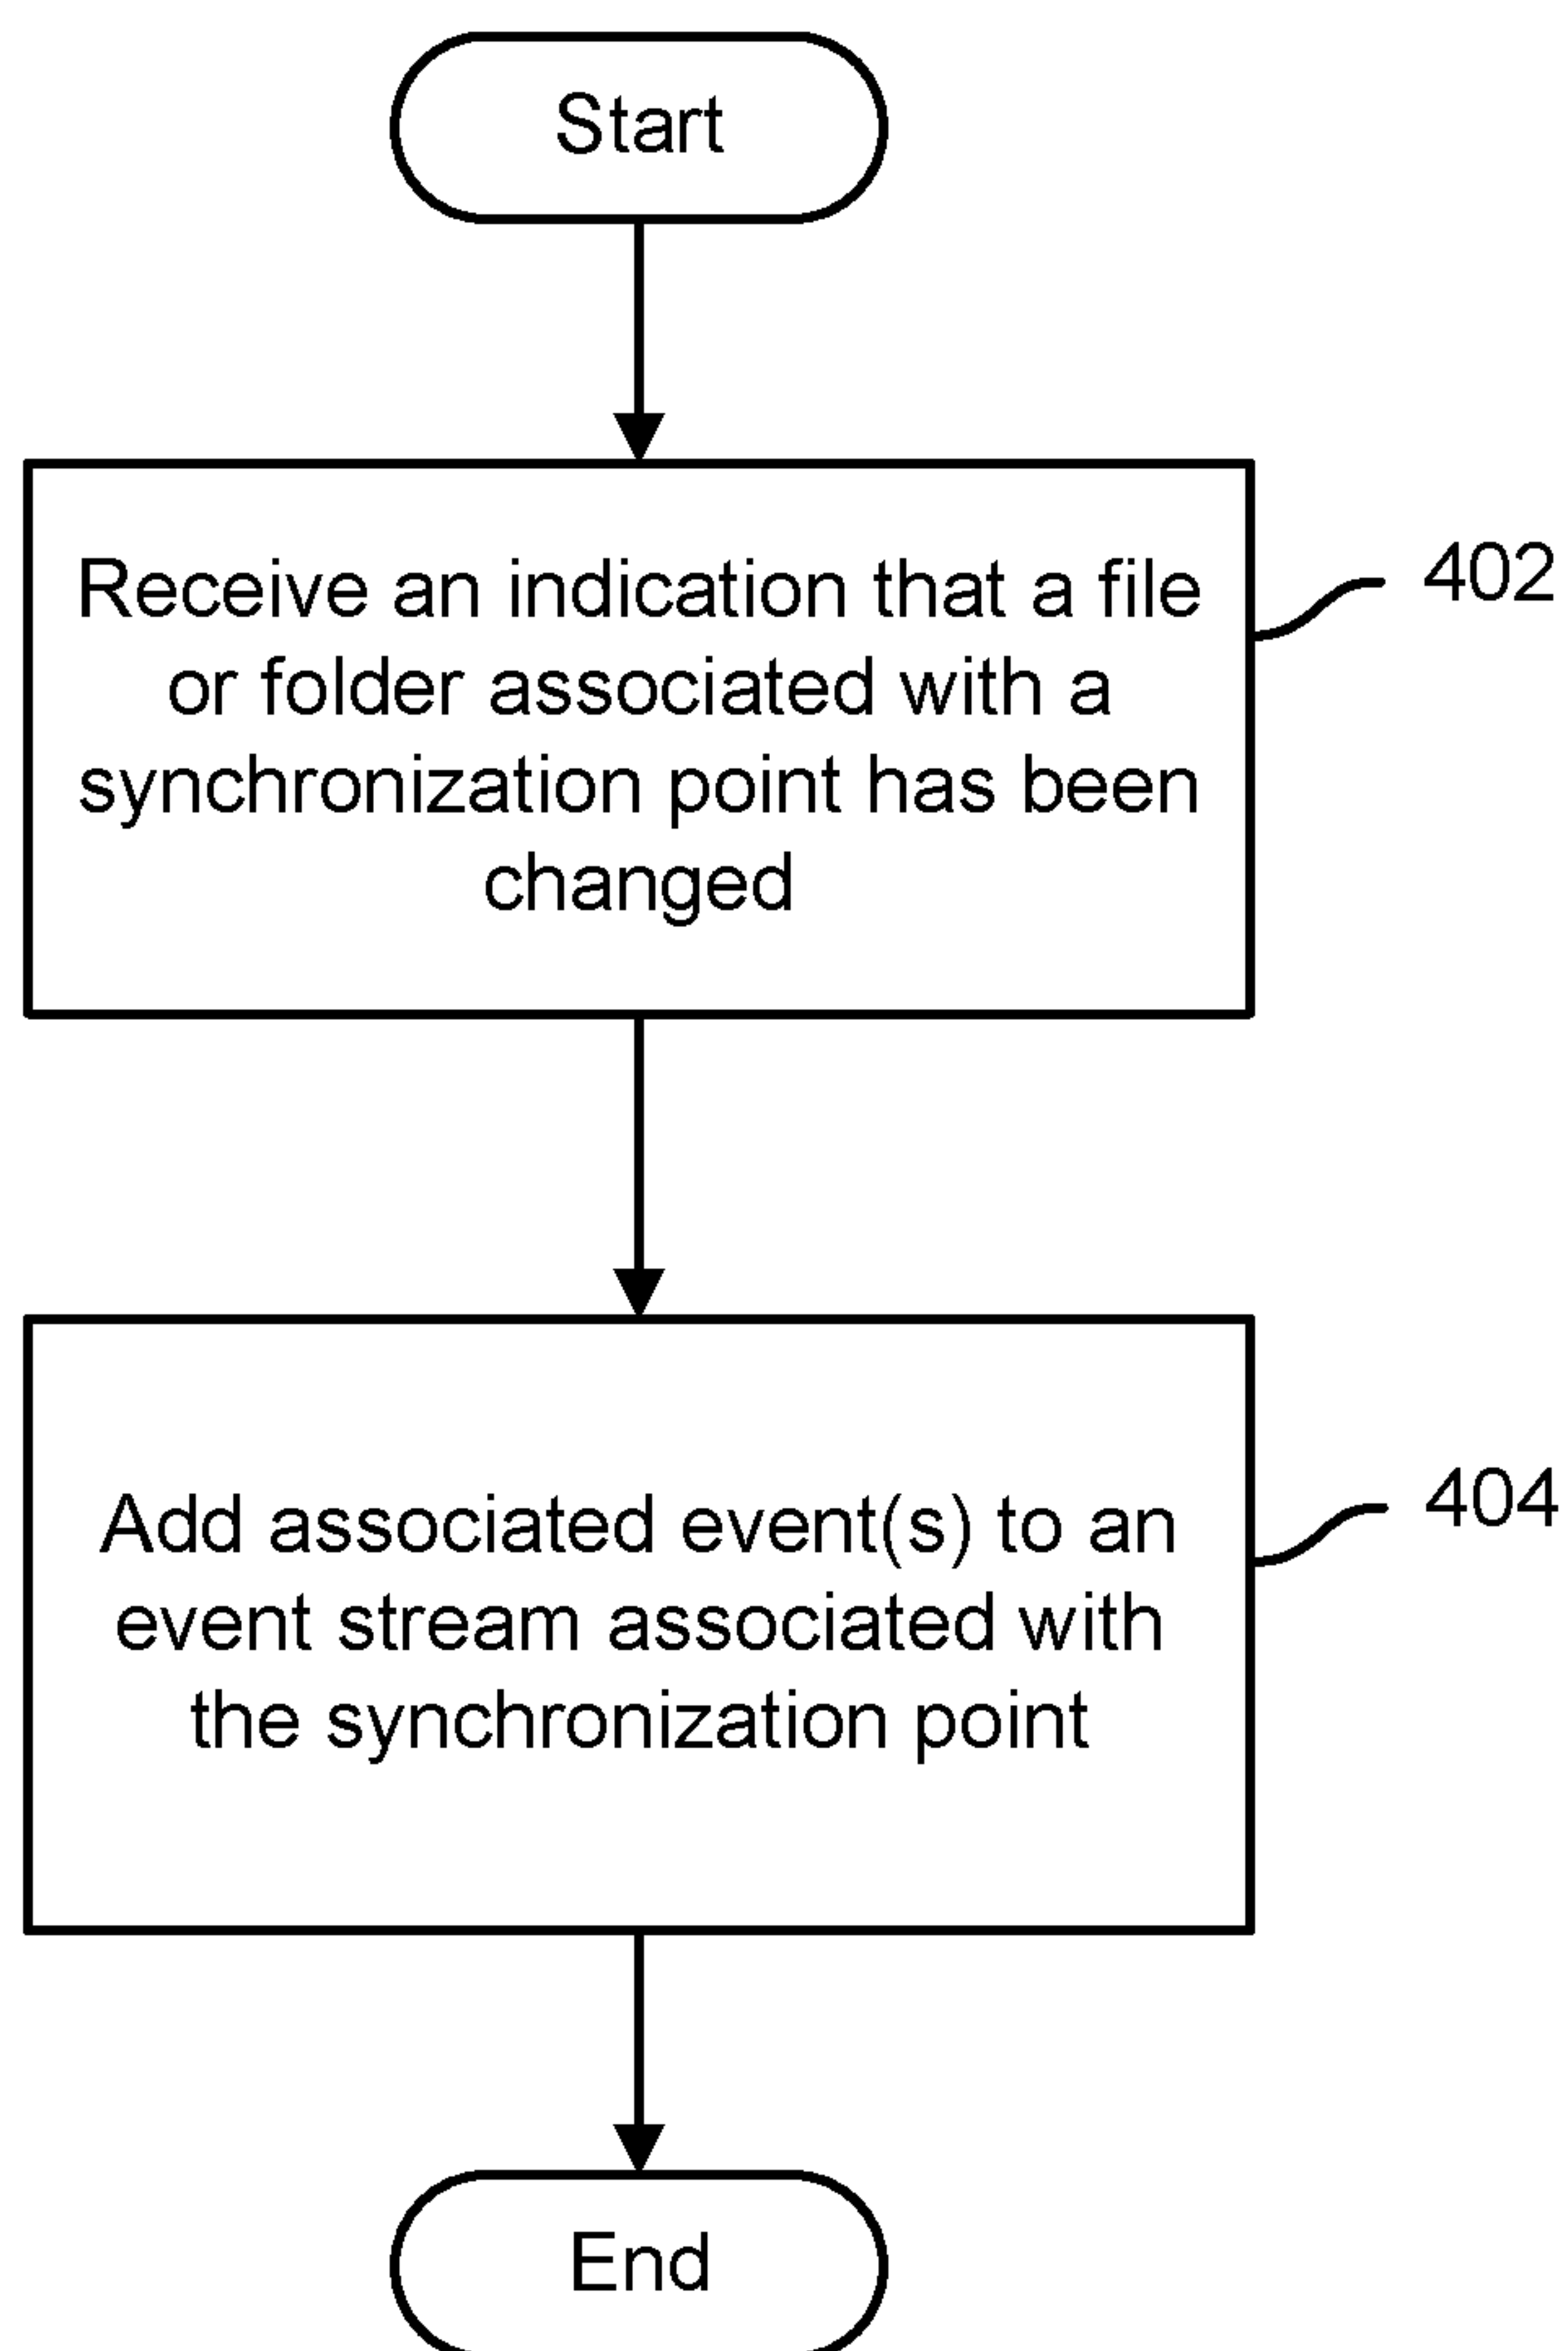 Start
Receive an indication that a file
or folder associated with a
synchronization point has been
changed
402
Add associated event(s) to an
event stream associated with
the synchronization point
404
End